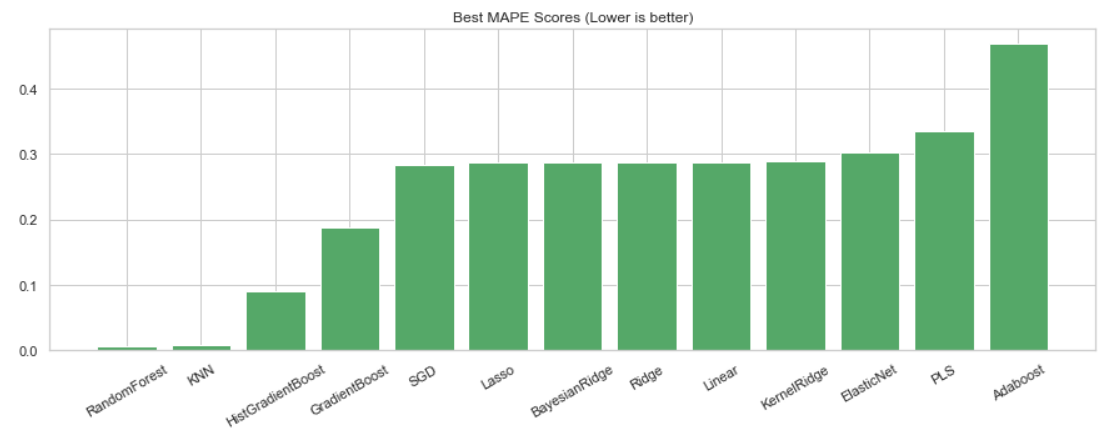 Best MAPE Scores (Lower is better)
0.4
0.3
0.2
0.1
0.0
RandomForest
KNN
HistGradientBoost
GradientBoost
SGD
Lasso
BayesianRidge
Ridge
Linear
KernelRidge
ElasticNet
PLS
Adaboost